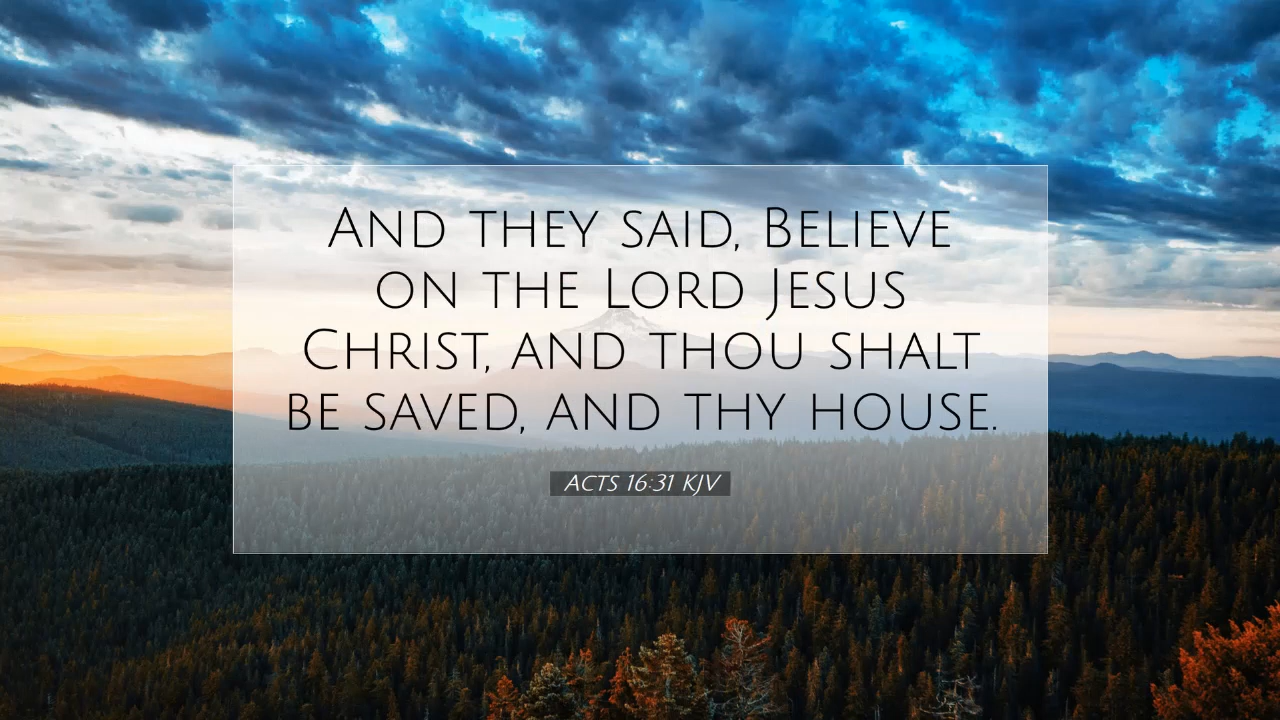 And they said, Believe
on the Lord Jesus
Christ, and thou shalt
be saved, and thy house.
ACTS 16:31 KJV